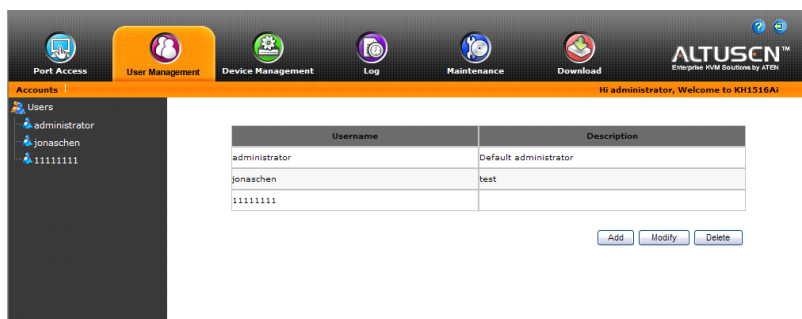 ALTUSEN™
Enterprise KVM Solutions by ATEN
Port Access
User Management
Device Management
Log
Maintenance
Download
Accounts
Hi administrator, Welcome to KH1516Ai
Users
administrator
jonaschen
11111111
Username Description
administrator Default administrator
jonaschen test
11111111
Add Modify Delete